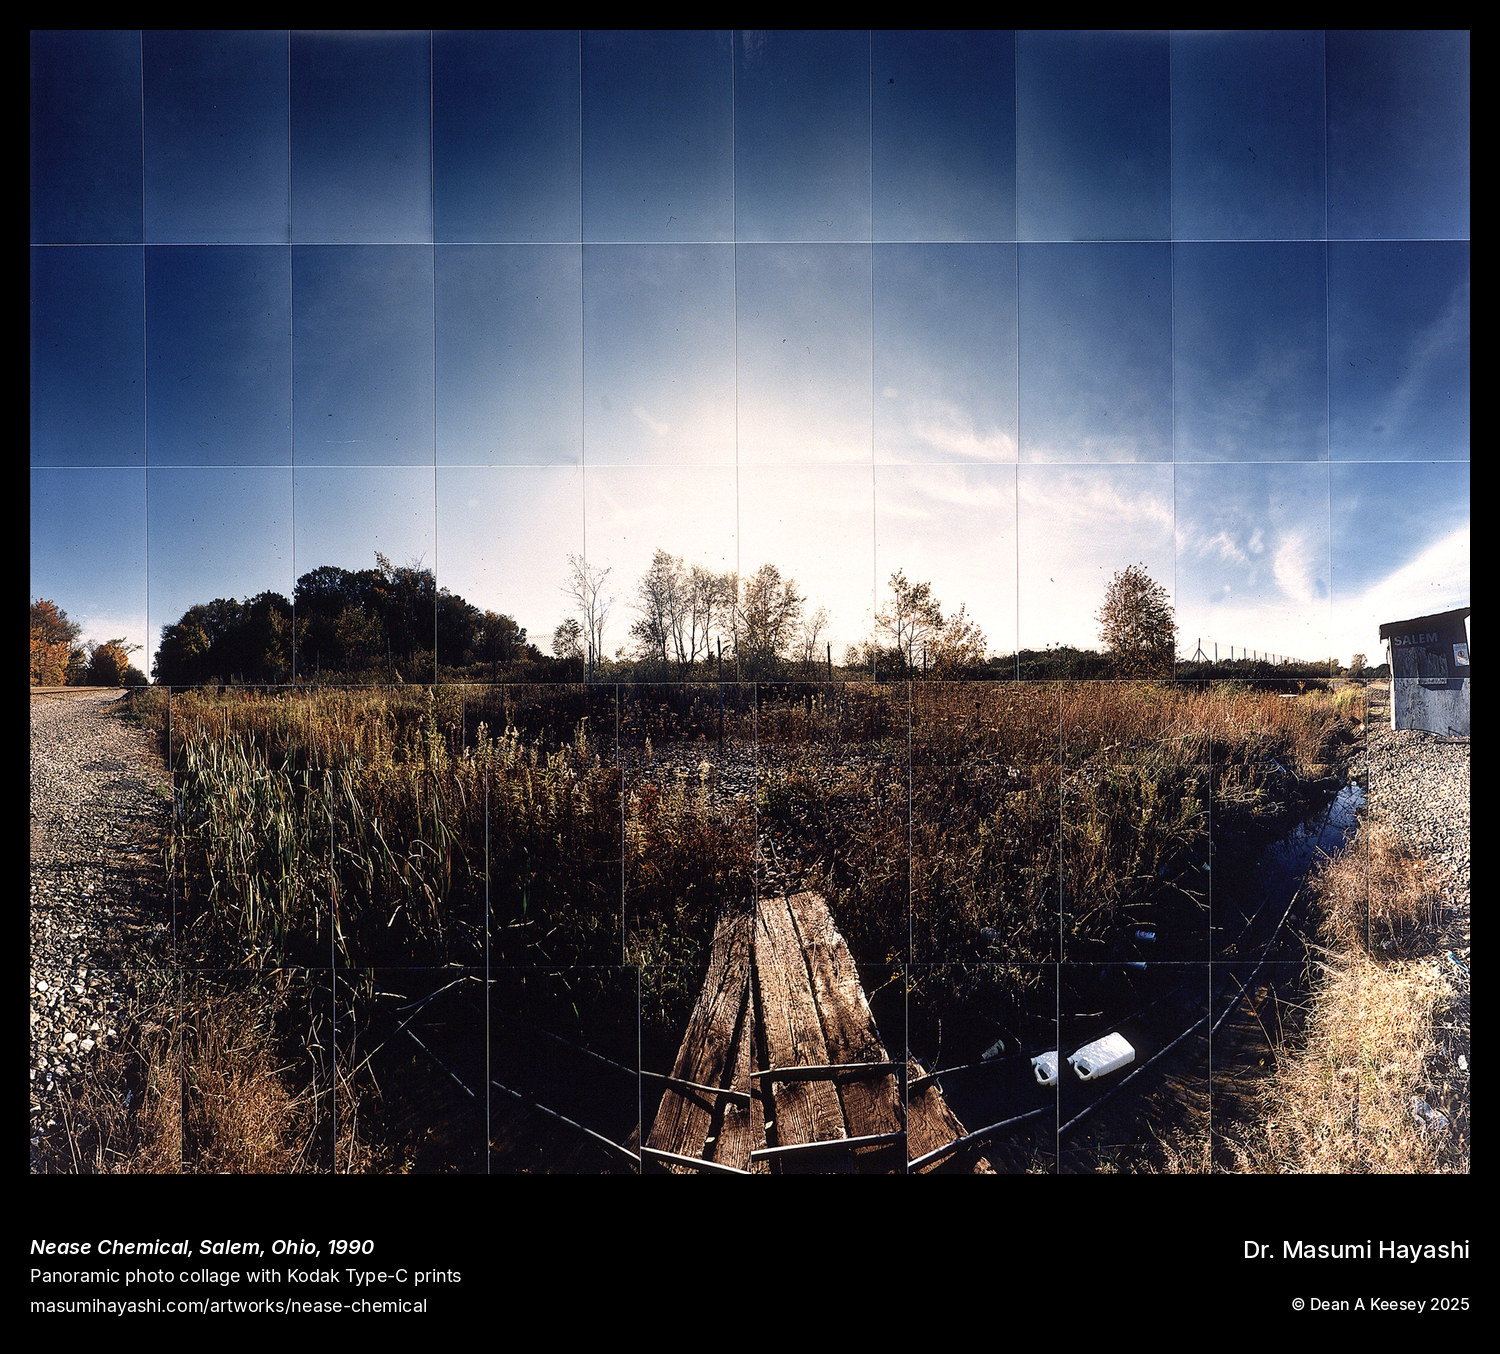 SALEM
Nease Chemical, Salem, Ohio, 1990
Panoramic photo collage with Kodak Type-C prints
masumihayashi.com/artworks/nease-chemical
Dr. Masumi Hayashi
© Dean A Keesey 2025